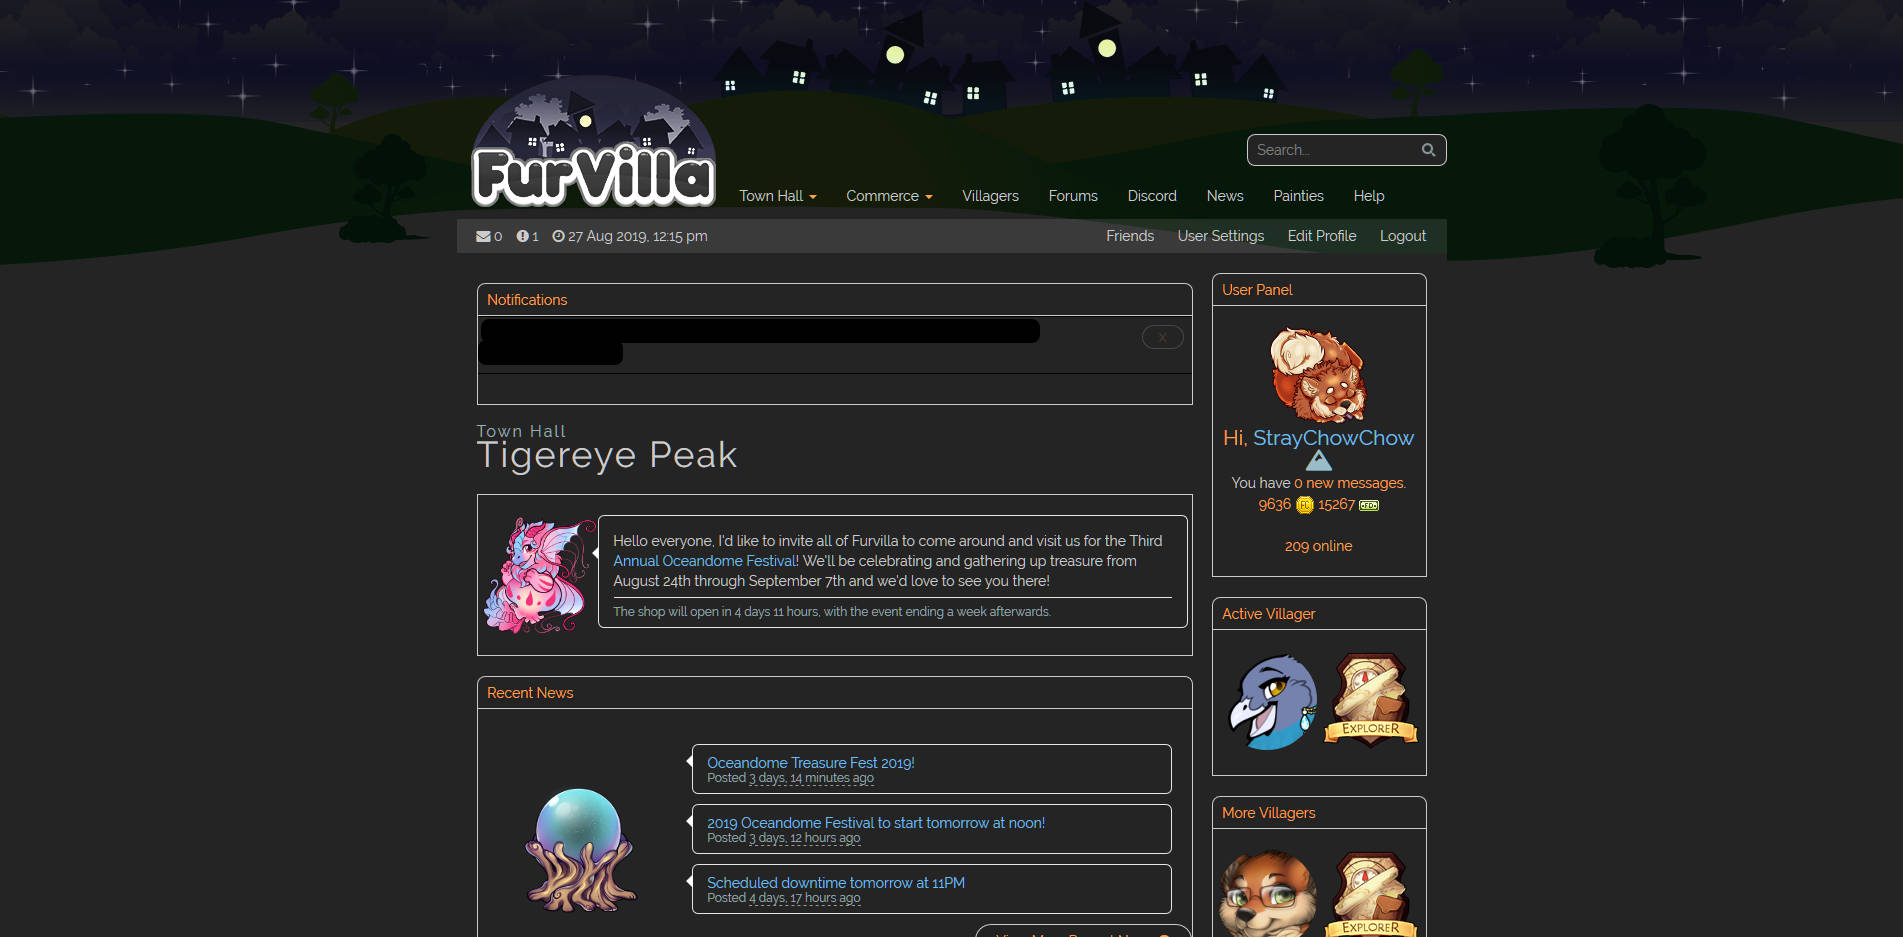 FurVilla
Search...
Town Hall
Commerce
Villagers
Forums
Discord
News
Painties
Help
0 1 27 Aug 2019, 12:15 pm
Friends
User Settings
Edit Profile
Logout
Notifications
X
Town Hall
Tigereye Peak
Hello everyone, I'd like to invite all of Furvilla to come around and visit us for the Third
Annual Oceandome Festival! We'll be celebrating and gathering up treasure from
August 24th through September 7th and we'd love to see you there!
The shop will open in 4 days 11 hours, with the event ending a week afterwards.
Recent News
Oceandome Treasure Fest 2019!
Posted 3 days, 14 minutes ago
2019 Oceandome Festival to start tomorrow at noon!
Posted 3 days, 12 hours ago
Scheduled downtime tomorrow at 11PM
Posted 4 days, 17 hours ago
User Panel
Hi, StrayChowChow
You have 0 new messages.
9636 FC 15267 FD
209 online
Active Villager
EXPLORER
More Villagers
EXPLORER